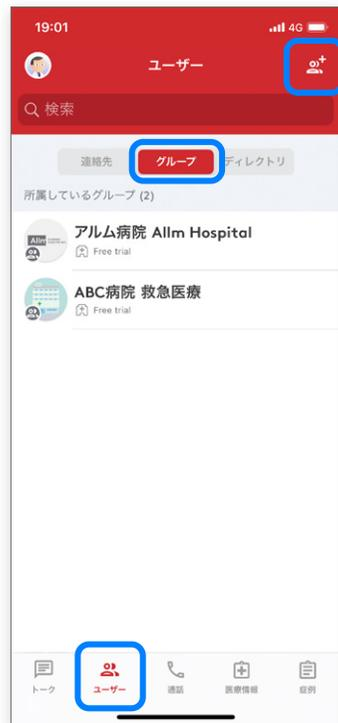 19:01
4G
ユーザー
検索
連絡先
グループ
ディレクトリ
所属しているグループ (2)
Allm
アルム病院 Allm Hospital
Free trial
ABC病院 救急医療
Free trial
トーク
ユーザー
通話
医療情報
症例